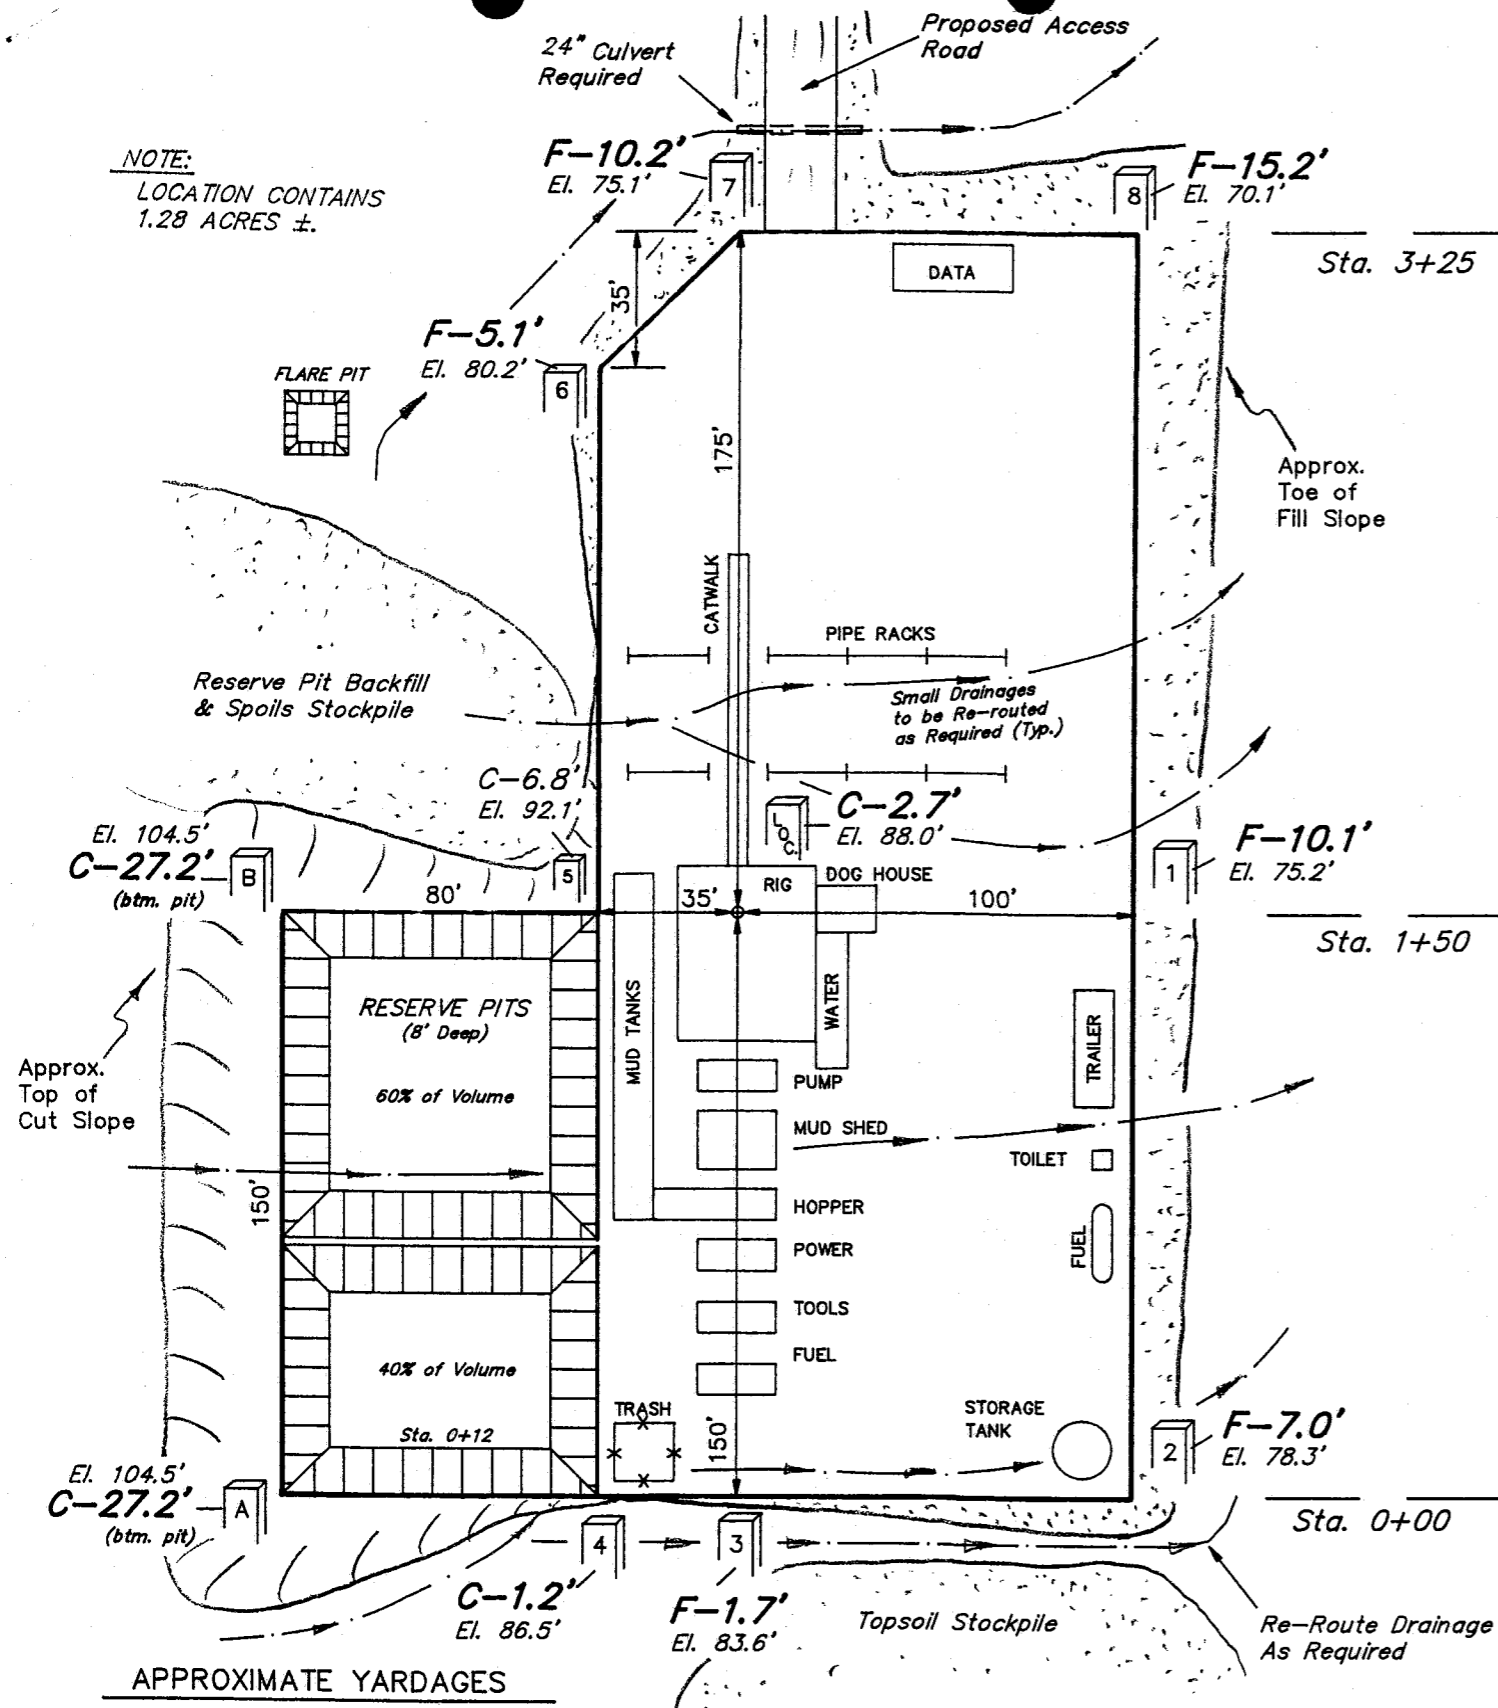 Proposed Access
Road
24" Culvert
Required
NOTE:
LOCATION CONTAINS
1.28 ACRES ±.
F-10.2'
El. 75.1'
7
F-15.2'
El. 70.1'
8
Sta. 3+25
DATA
35'
F-5.1'
El. 80.2'
6
FLARE PIT
175'
Approx.
Toe of
Fill Slope
CATWALK
PIPE RACKS
Reserve Pit Backfill
& Spoils Stockpile
Small Drainages
to be Re-routed
as Required (Typ.)
C-6.8'
El. 92.1'
5
C-2.7'
El. 88.0'
LOC.
El. 104.5'
C-27.2'
(btm. pit)
B
F-10.1'
El. 75.2'
1
RIG
DOG HOUSE
80'
35'
100'
Sta. 1+50
RESERVE PITS
(8' Deep)
60% of Volume
MUD TANKS
WATER
TRAILER
Approx.
Top of
Cut Slope
PUMP
MUD SHED
TOILET
150'
HOPPER
POWER
FUEL
TOOLS
FUEL
40% of Volume
Sta. 0+12
TRASH
150'
STORAGE
TANK
F-7.0'
El. 78.3'
2
El. 104.5'
C-27.2'
(btm. pit)
A
Sta. 0+00
4
3
C-1.2'
El. 86.5'
F-1.7'
El. 83.6'
Topsoil Stockpile
Re-Route Drainage
As Required
APPROXIMATE YARDAGES